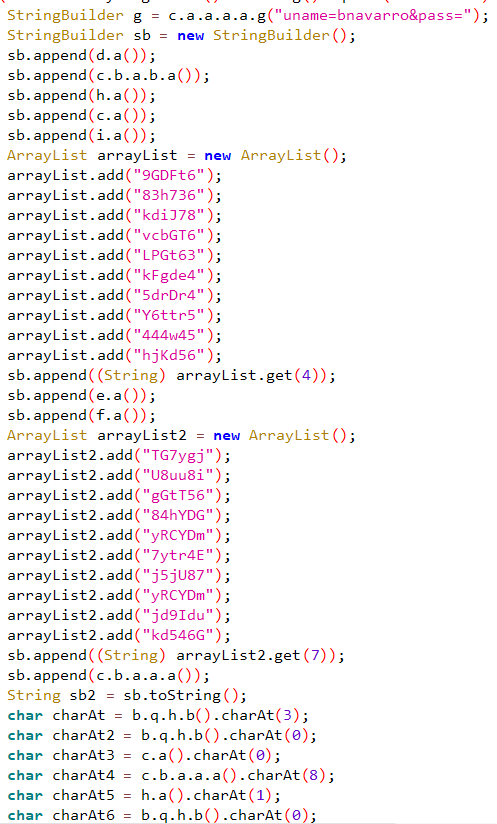 StringBuilder g = c.a.a.a.a.g("uname=bnavarro&pass=");
StringBuilder sb = new StringBuilder();
sb.append(d.a());
sb.append(c.b.a.b.a());
sb.append(h.a());
sb.append(c.a());
sb.append(i.a());
ArrayList arrayList = new ArrayList();
arrayList.add("9GDFt6");
arrayList.add("83h736");
arrayList.add("kdiJ78");
arrayList.add("vcbGT6");
arrayList.add("LPGt63");
arrayList.add("kFgde4");
arrayList.add("5drDr4");
arrayList.add("Y6ttr5");
arrayList.add("444w45");
arrayList.add("hjKd56");
sb.append((String) arrayList.get(4));
sb.append(e.a());
sb.append(f.a());
ArrayList arrayList2 = new ArrayList();
arrayList2.add("TG7ygj");
arrayList2.add("U8uu8i");
arrayList2.add("gGtT56");
arrayList2.add("84hYDG");
arrayList2.add("yRCYDm");
arrayList2.add("7ytr4E");
arrayList2.add("j5jU87");
arrayList2.add("yRCYDm");
arrayList2.add("jd9Idu");
arrayList2.add("kd546G");
sb.append((String) arrayList2.get(7));
sb.append(c.b.a.a.a());
String sb2 = sb.toString();
char charAt = b.q.h.b().charAt(3);
char charAt2 = b.q.h.b().charAt(0);
char charAt3 = c.a().charAt(0);
char charAt4 = c.b.a.a.a().charAt(8);
char charAt5 = h.a().charAt(1);
char charAt6 = b.q.h.b().charAt(0);